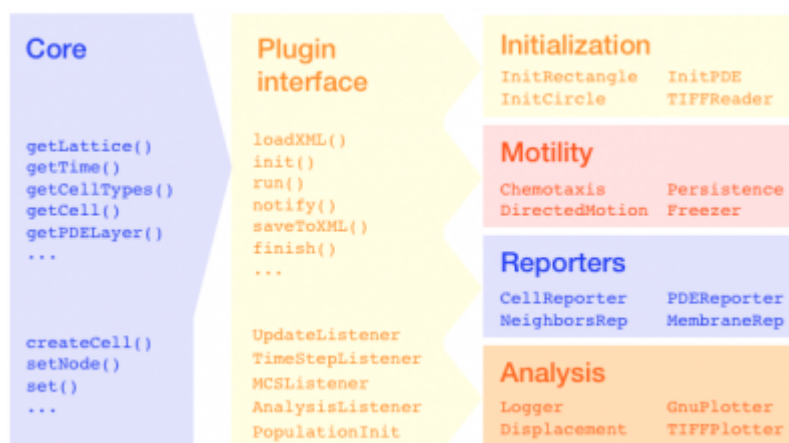 Core
getLattice()
getTime()
getCellTypes()
getCell()
getPDELayer()
...
createCell()
setNode()
set()
...
Plugin
interface
loadXML()
init()
run()
notify()
saveToXML()
finish()
...
UpdateListener
TimeStepListener
MCSListener
AnalysisListener
PopulationInit
Initialization
InitRectangle InitPDE
InitCircle TIFFReader
Motility
Chemotaxis Persistence
DirectedMotion Freezer
Reporters
CellReporter PDEReporter
NeighborsRep MembraneRep
Analysis
Logger GnuPlotter
Displacement TIFFPlotter